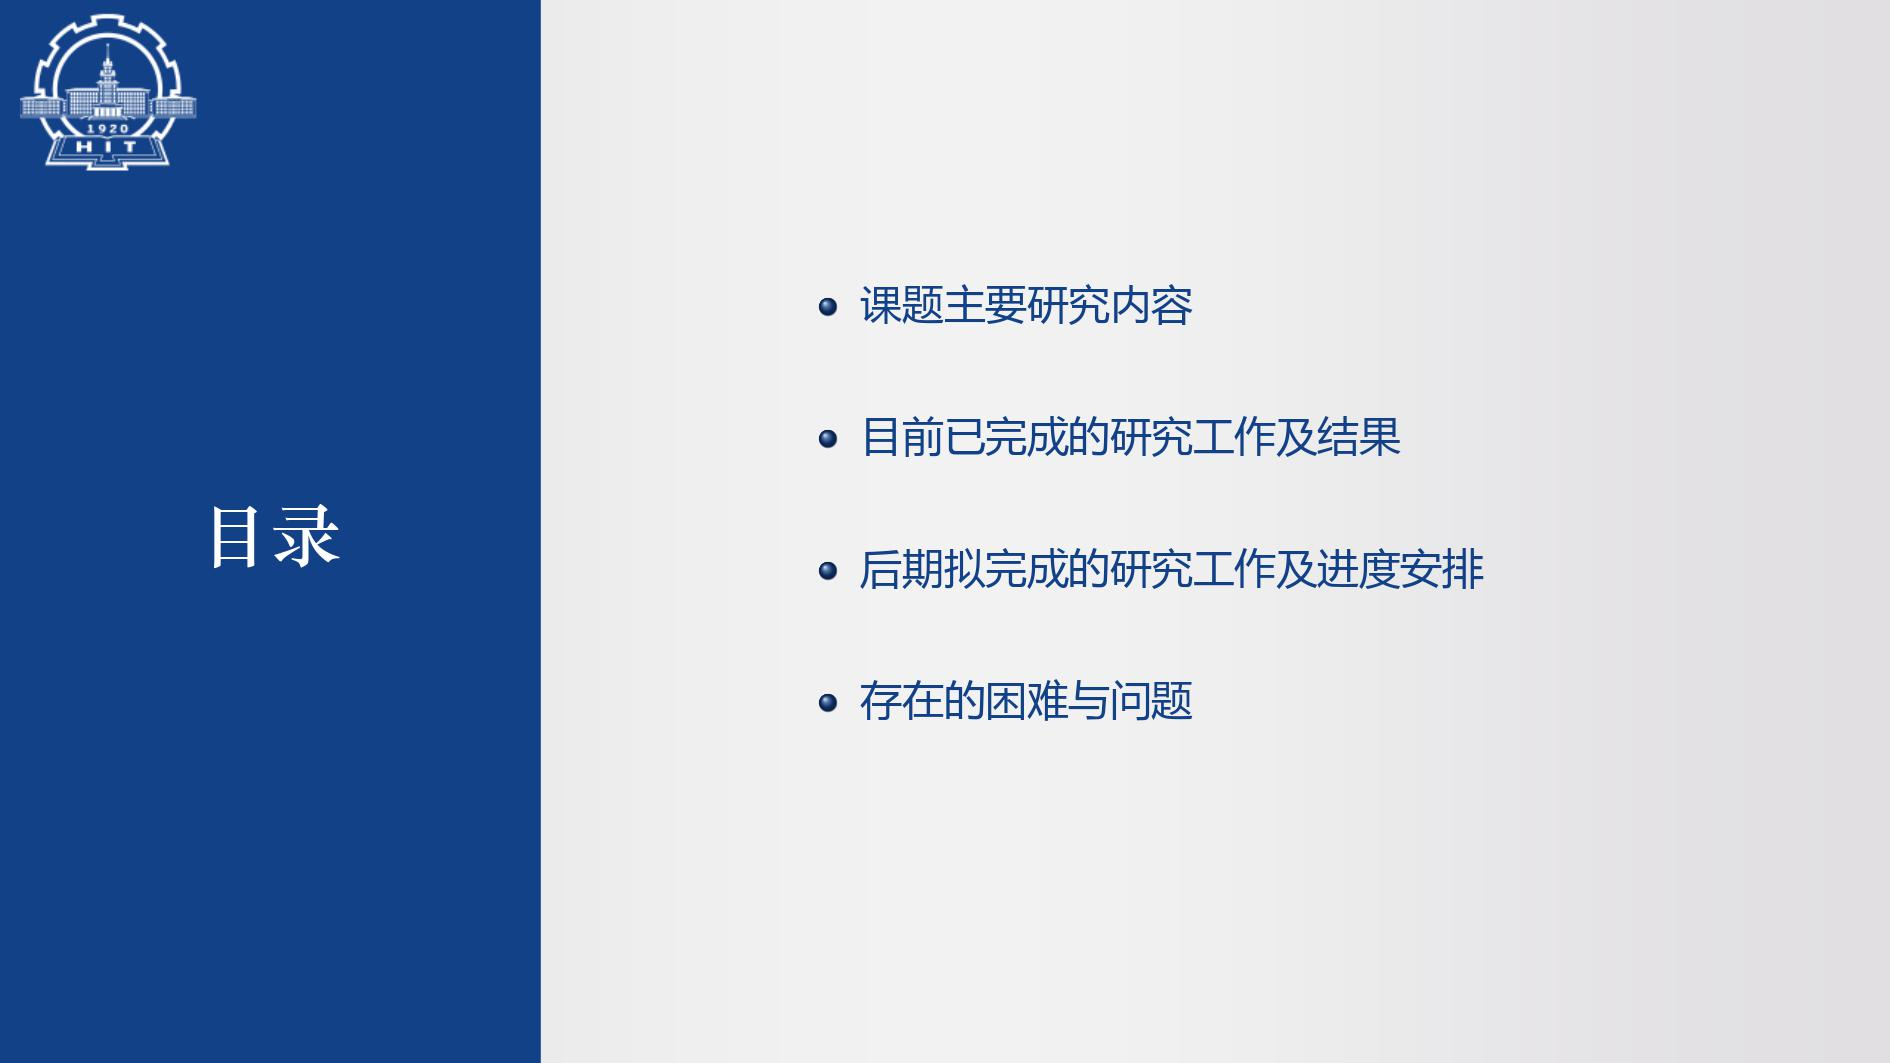 1920
HIT
目录
课题主要研究内容
目前已完成的研究工作及结果
后期拟完成的研究工作及进度安排
存在的困难与问题